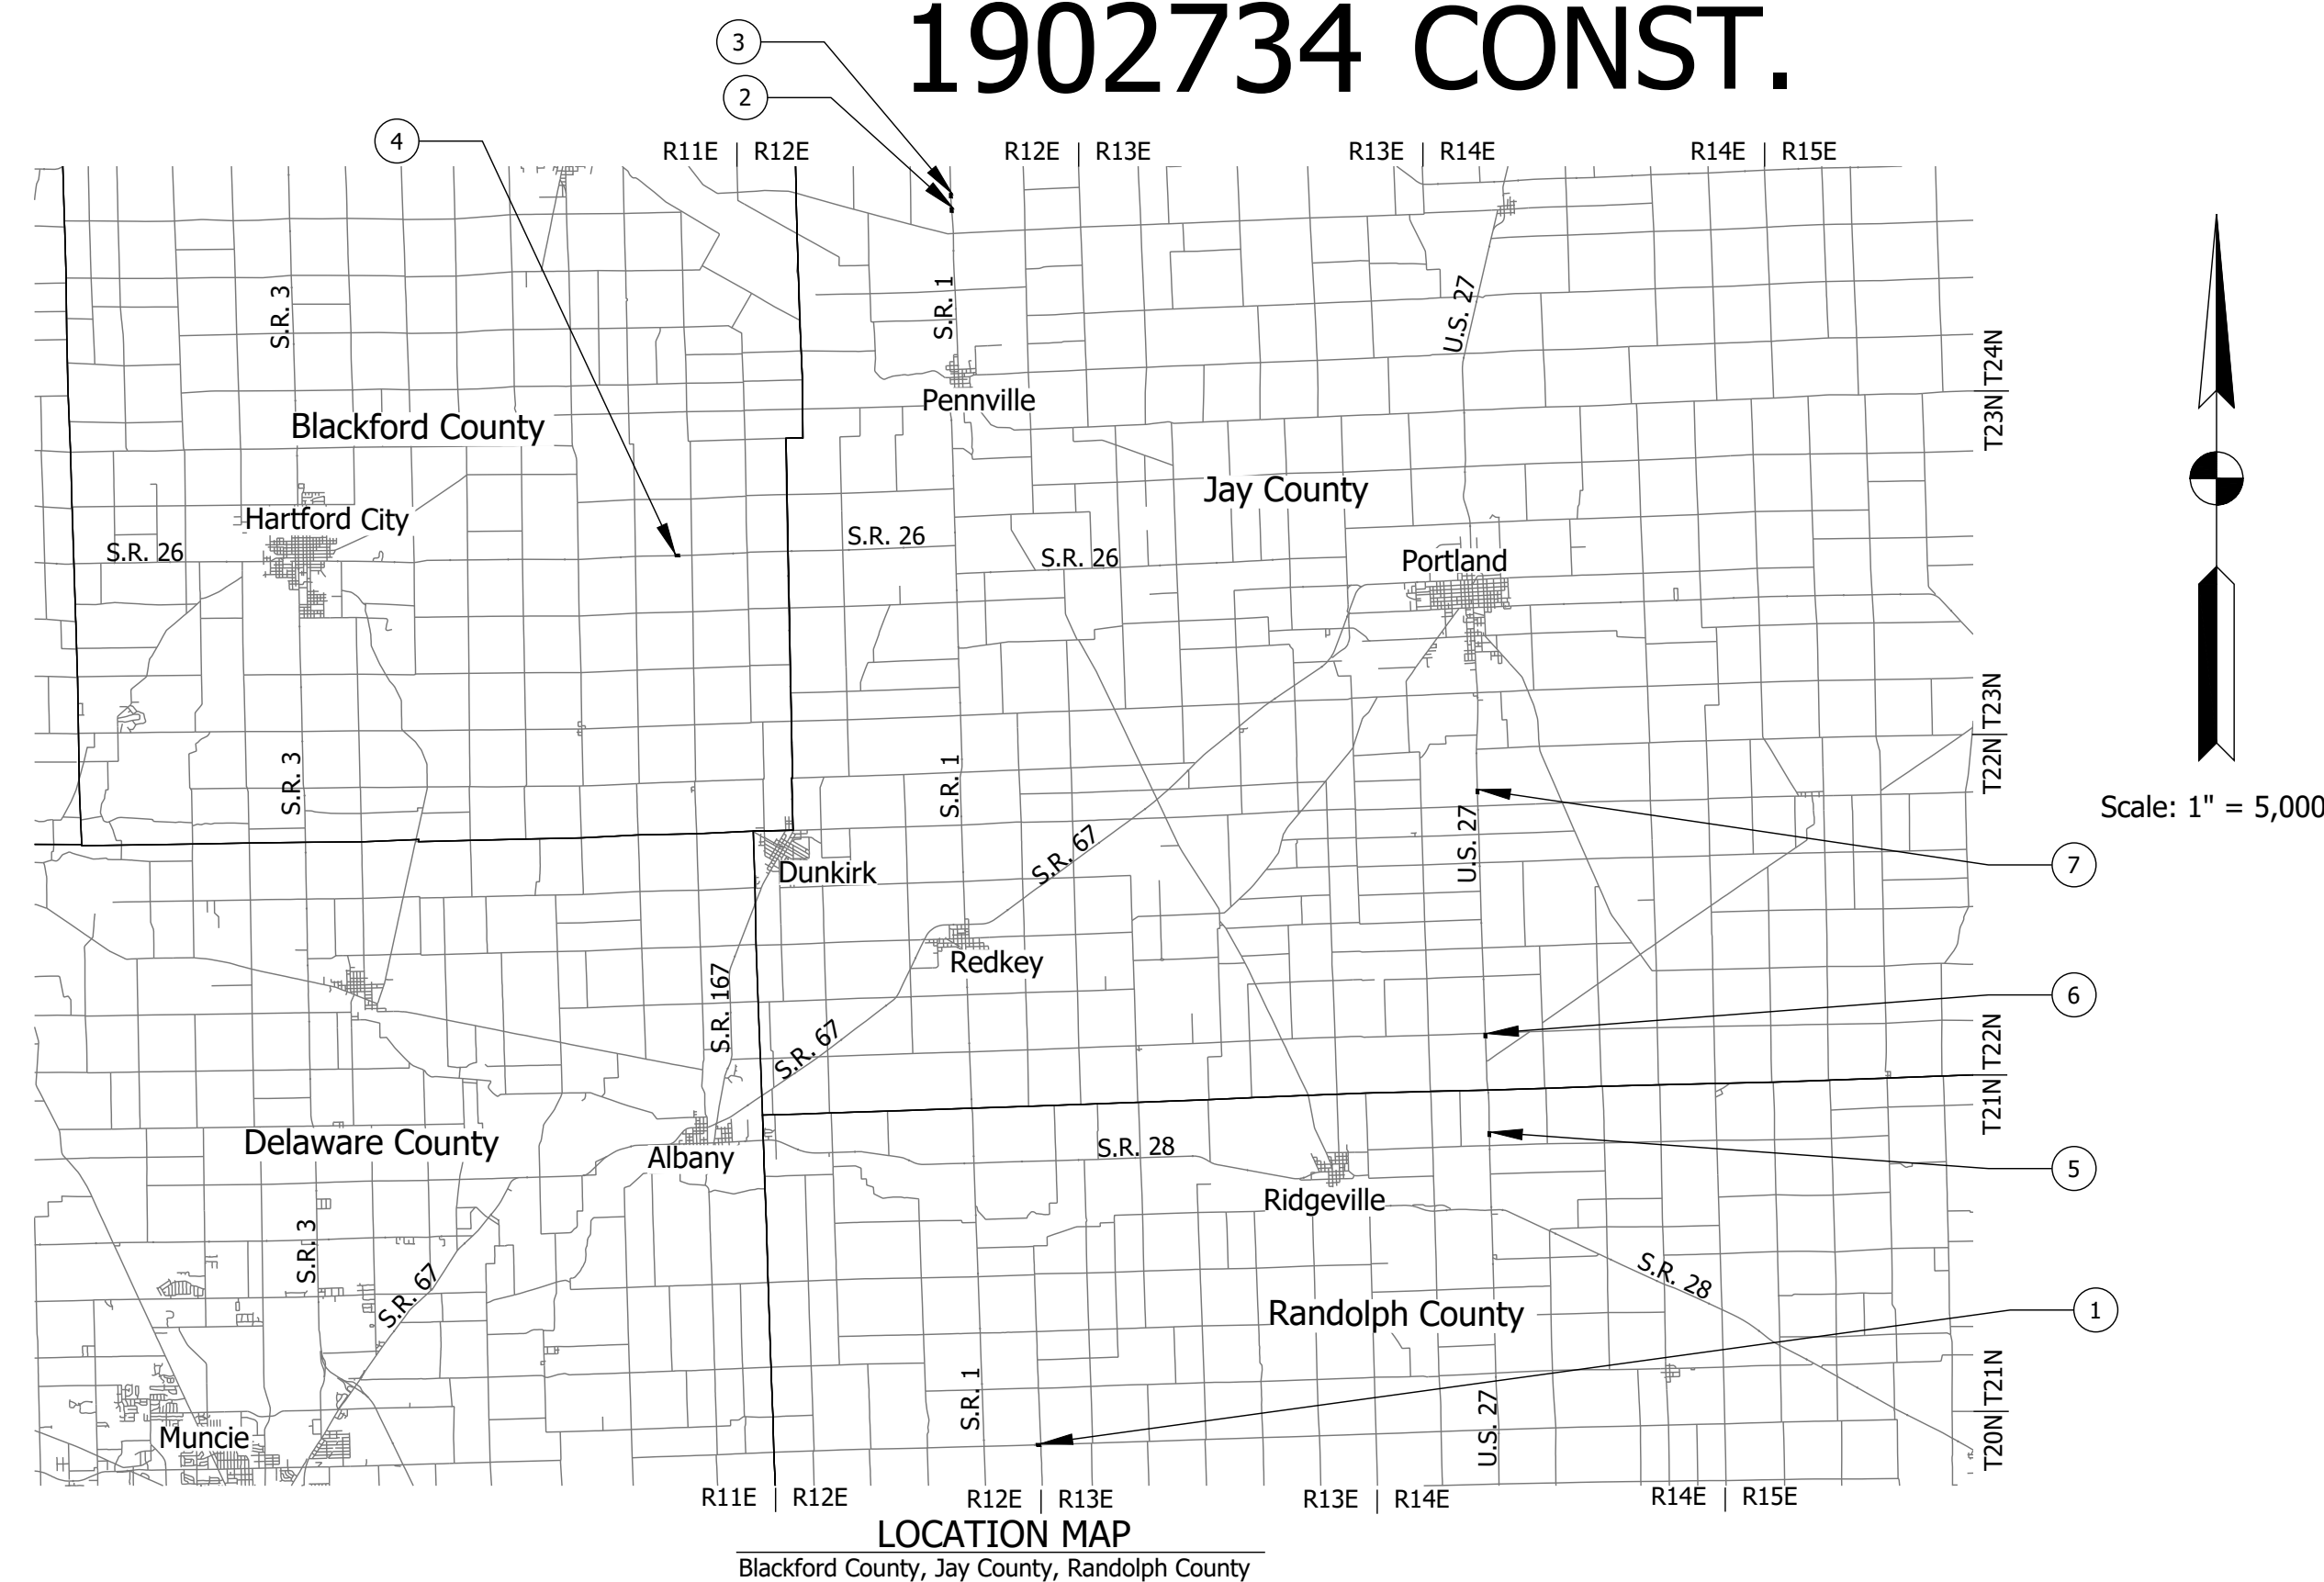 1902734 CONST.
3
2
4
R11E | R12E
R12E | R13E
R13E | R14E
R14E | R15E
S.R. 3
S.R. 1
U.S. 27
T23N|T24N
Pennville
Blackford County
Jay County
Hartford City
S.R. 26
S.R. 26
S.R. 26
Portland
T22N|T23N
S.R. 3
S.R. 1
U.S. 27
Scale: 1" = 5,000
S.R. 67
7
Dunkirk
Redkey
S.R. 167
S.R. 67
6
T21N|T22N
Delaware County
Albany
S.R. 28
5
Ridgeville
S.R. 3
S.R. 67
S.R. 28
Randolph County
1
S.R. 1
U.S. 27
T20N|T21N
Muncie
R11E | R12E
R12E | R13E
R13E | R14E
R14E | R15E
LOCATION MAP
Blackford County, Jay County, Randolph County